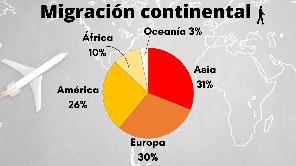 Migración continental
Oceanía 3%
África
10%
Asia
31%
América
26%
Europa
30%